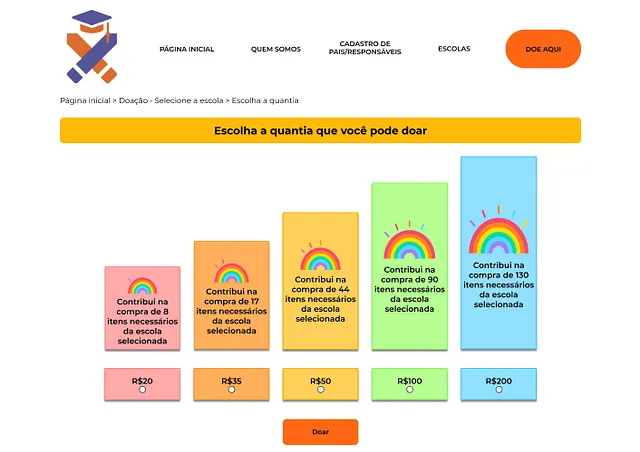 PÁGINA INICIAL
QUEM SOMOS
CADASTRO DE
PAIS/RESPONSÁVEIS
ESCOLAS
DOE AQUI
Página inicial > Doação - Selecione a escola > Escolha a quantia
Escolha a quantia que você pode doar
Contribui na
compra de 8
itens necessários
da escola
selecionada
Contribui na
compra de 17
itens necessários
da escola
selecionada
Contribui na
compra de 44
itens necessários
da escola
selecionada
Contribui na
compra de 90
itens necessários
da escola
selecionada
Contribui na
compra de 130
itens necessários
da escola
selecionada
R$20
R$35
R$50
R$100
R$200
Doar